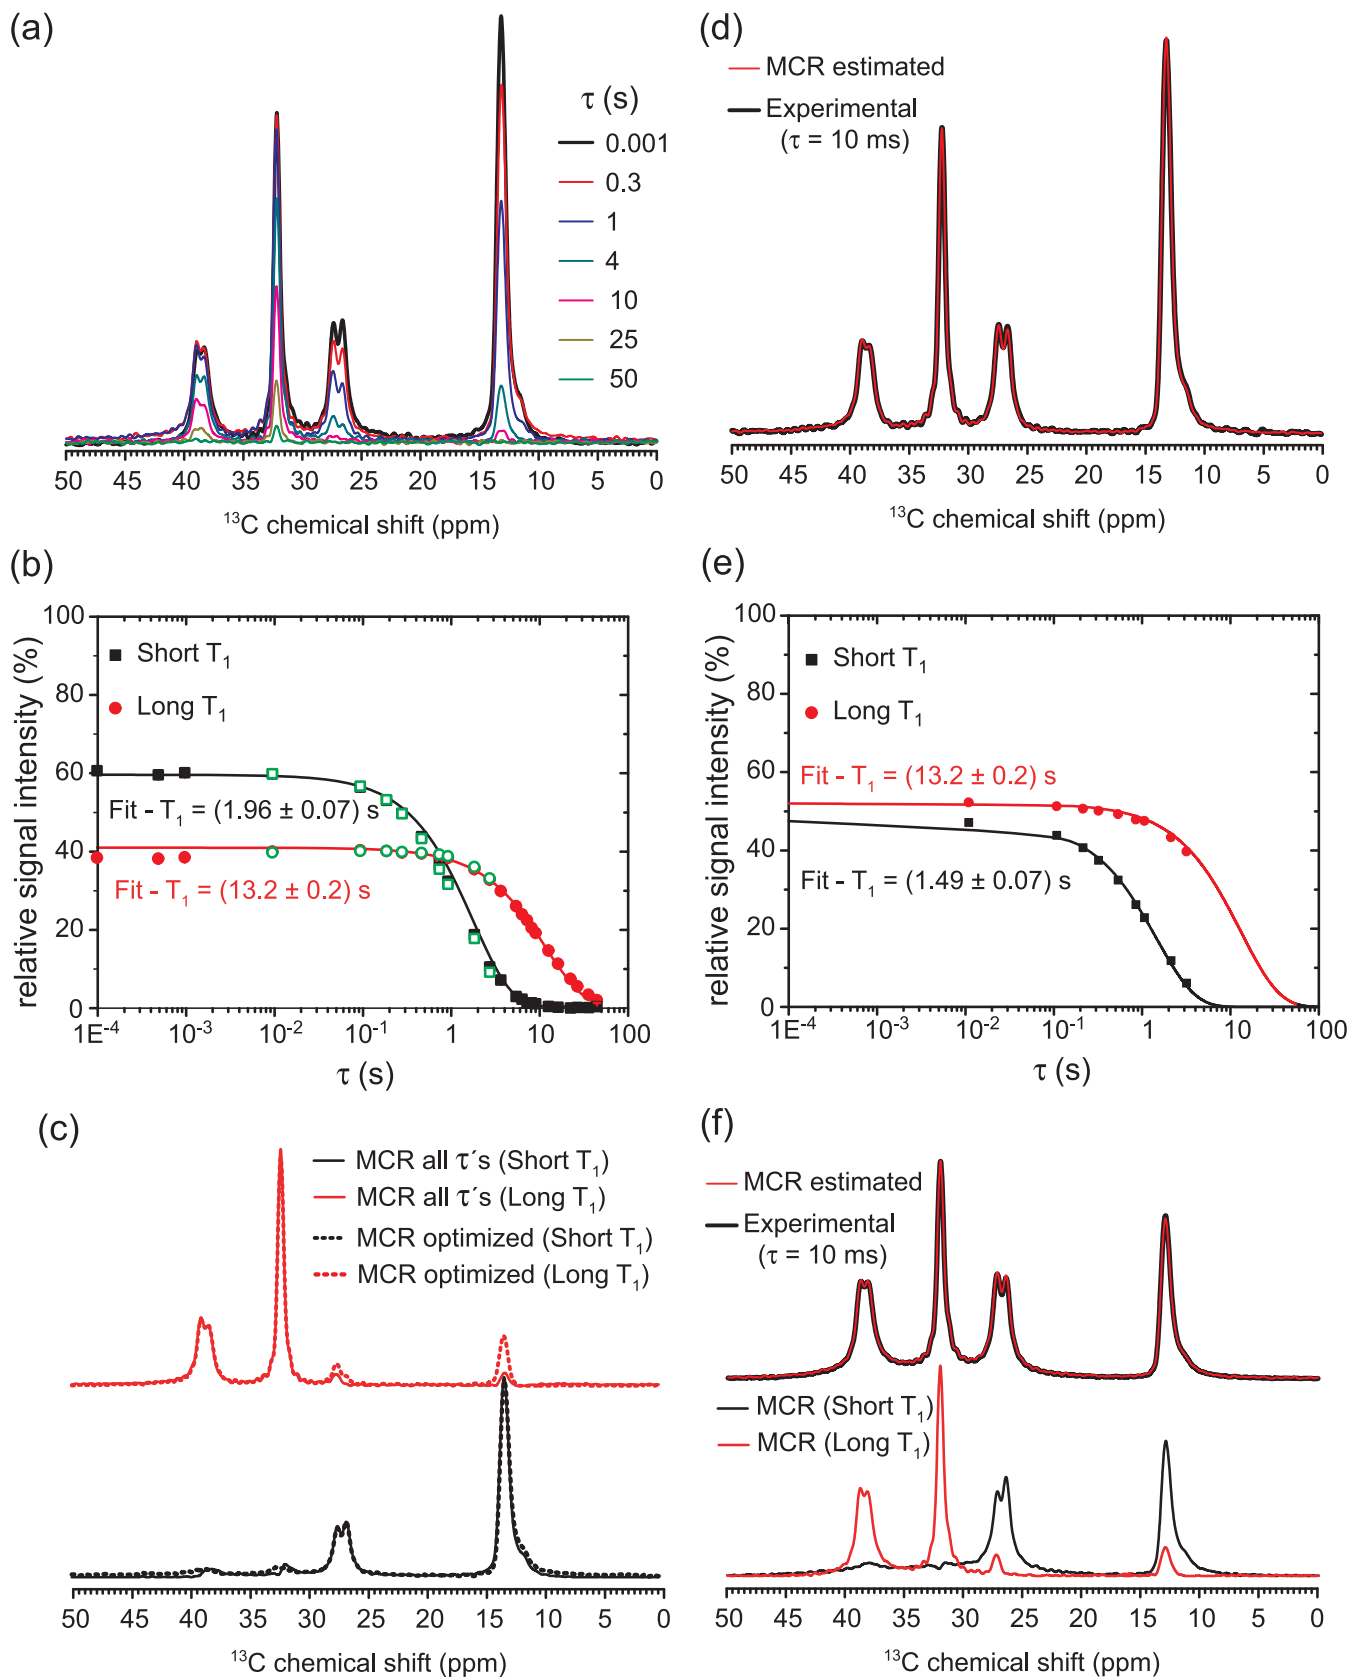 (a)
τ (s)
0.001
0.3
1
4
10
25
50
50 45 40 35 30 25 20 15 10 5 0
¹³C chemical shift (ppm)
(d)
MCR estimated
Experimental
(τ = 10 ms)
50 45 40 35 30 25 20 15 10 5 0
¹³C chemical shift (ppm)
(b)
relative signal intensity (%)
100
80
60
40
20
0
Short T₁
Long T₁
Fit - T₁ = (1.96 ± 0.07) s
Fit - T₁ = (13.2 ± 0.2) s
1E⁻⁴ 10⁻³ 10⁻² 10⁻¹ 1 10 100
τ (s)
(e)
relative signal intensity (%)
100
80
60
40
20
0
Short T₁
Long T₁
Fit - T₁ = (13.2 ± 0.2) s
Fit - T₁ = (1.49 ± 0.07) s
1E⁻⁴ 10⁻³ 10⁻² 10⁻¹ 1 10 100
τ (s)
(c)
MCR all τ´s (Short T₁)
MCR all τ´s (Long T₁)
MCR optimized (Short T₁)
MCR optimized (Long T₁)
50 45 40 35 30 25 20 15 10 5 0
¹³C chemical shift (ppm)
(f)
MCR estimated
Experimental
(τ = 10 ms)
MCR (Short T₁)
MCR (Long T₁)
50 45 40 35 30 25 20 15 10 5 0
¹³C chemical shift (ppm)